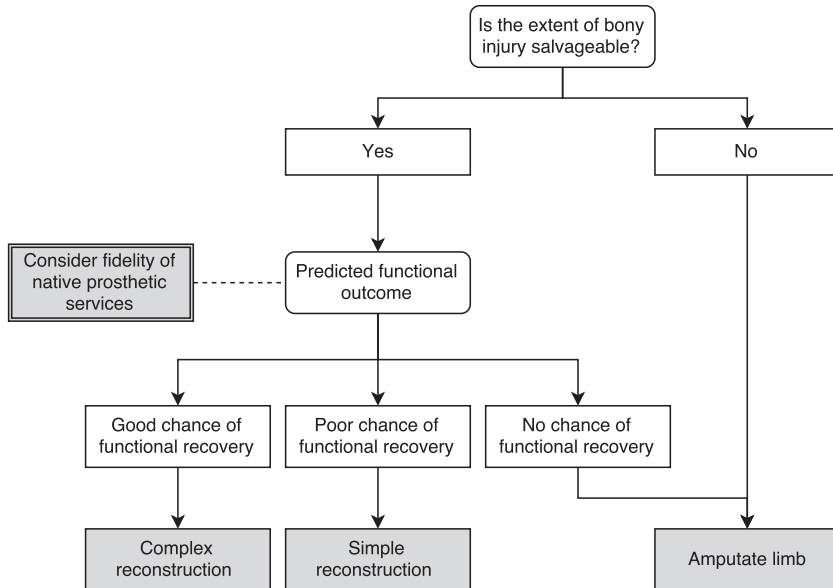 Is the extent of bony
injury salvageable?
Yes
No
Consider fidelity of
native prosthetic
services
Predicted functional
outcome
Good chance of
functional recovery
Poor chance of
functional recovery
No chance of
functional recovery
Complex
reconstruction
Simple
reconstruction
Amputate limb